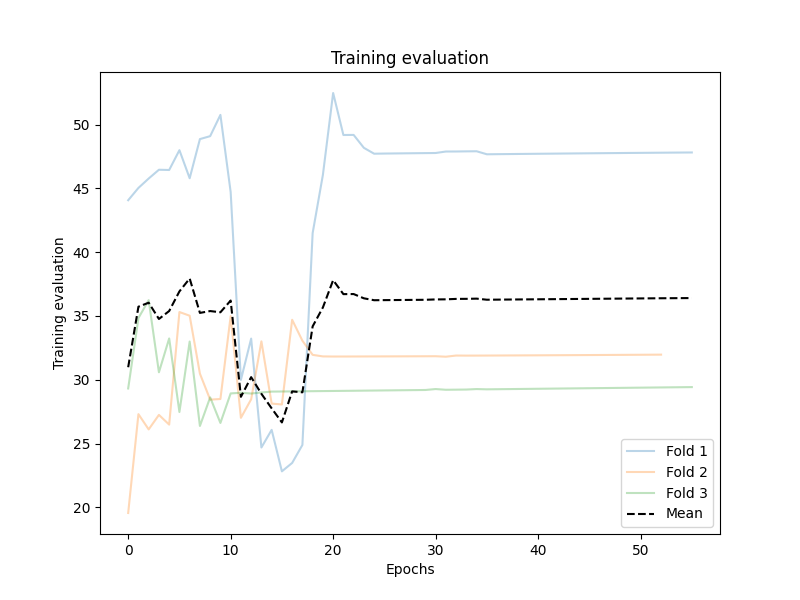 Training evaluation
Training evaluation
50
45
40
35
30
25
20
0 10 20 30 40 50
Epochs
Fold 1
Fold 2
Fold 3
Mean